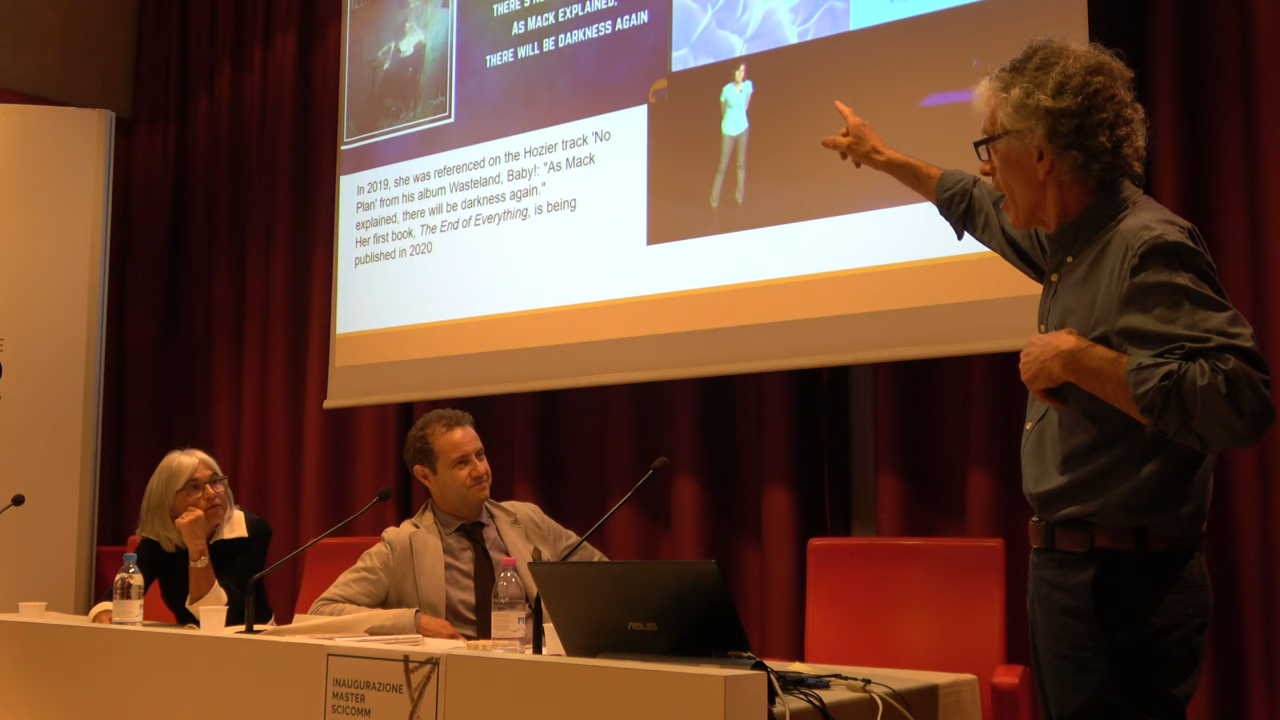 AS MACK EXPLAINED,
THERE WILL BE DARKNESS AGAIN
In 2019, she was referenced on the Hozier track 'No
Plan' from his album Wasteland, Baby!: "As Mack
explained, there will be darkness again."
Her first book, The End of Everything, is being
published in 2020
ASUS
INAUGURAZIONE
MASTER
SCICOMM